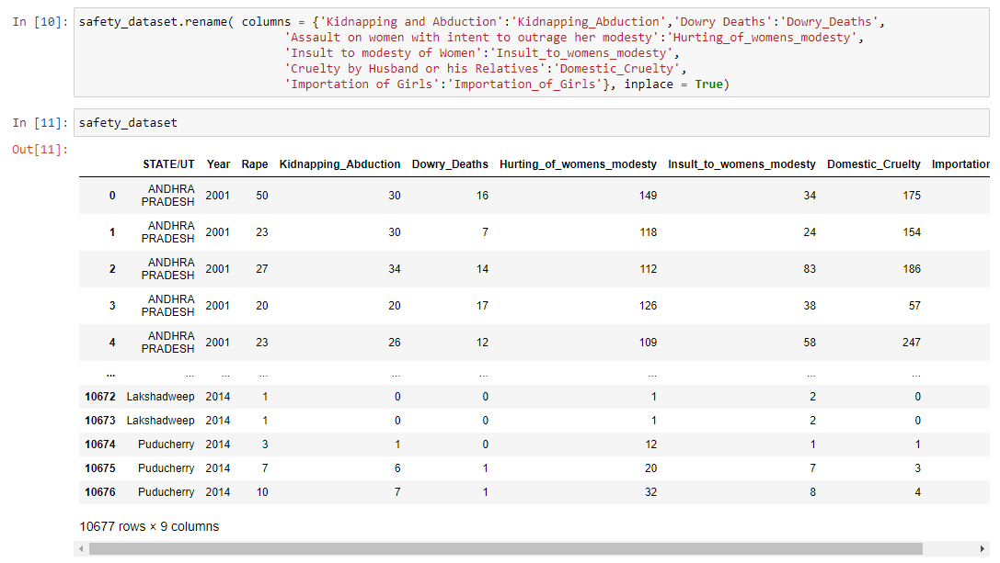 In [10]: safety_dataset.rename( columns = {'Kidnapping and Abduction':'Kidnapping_Abduction','Dowry Deaths':'Dowry_Deaths',
'Assault on women with intent to outrage her modesty':'Hurting_of_womens_modesty',
'Insult to modesty of Women':'Insult_to_womens_modesty',
'Cruelty by Husband or his Relatives':'Domestic_Cruelty',
'Importation of Girls':'Importation_of_Girls'}, inplace = True)
In [11]: safety_dataset
Out[11]:
STATE/UT Year Rape Kidnapping_Abduction Dowry_Deaths Hurting_of_womens_modesty Insult_to_womens_modesty Domestic_Cruelty Importation
0 ANDHRA PRADESH 2001 50 30 16 149 34 175
1 ANDHRA PRADESH 2001 23 30 7 118 24 154
2 ANDHRA PRADESH 2001 27 34 14 112 83 186
3 ANDHRA PRADESH 2001 20 20 17 126 38 57
4 ANDHRA PRADESH 2001 23 26 12 109 58 247
... ... ... ... ... ... ... ... ...
10672 Lakshadweep 2014 1 0 0 1 2 0
10673 Lakshadweep 2014 1 0 0 1 2 0
10674 Puducherry 2014 3 1 0 12 1 1
10675 Puducherry 2014 7 6 1 20 7 3
10676 Puducherry 2014 10 7 1 32 8 4
10677 rows × 9 columns